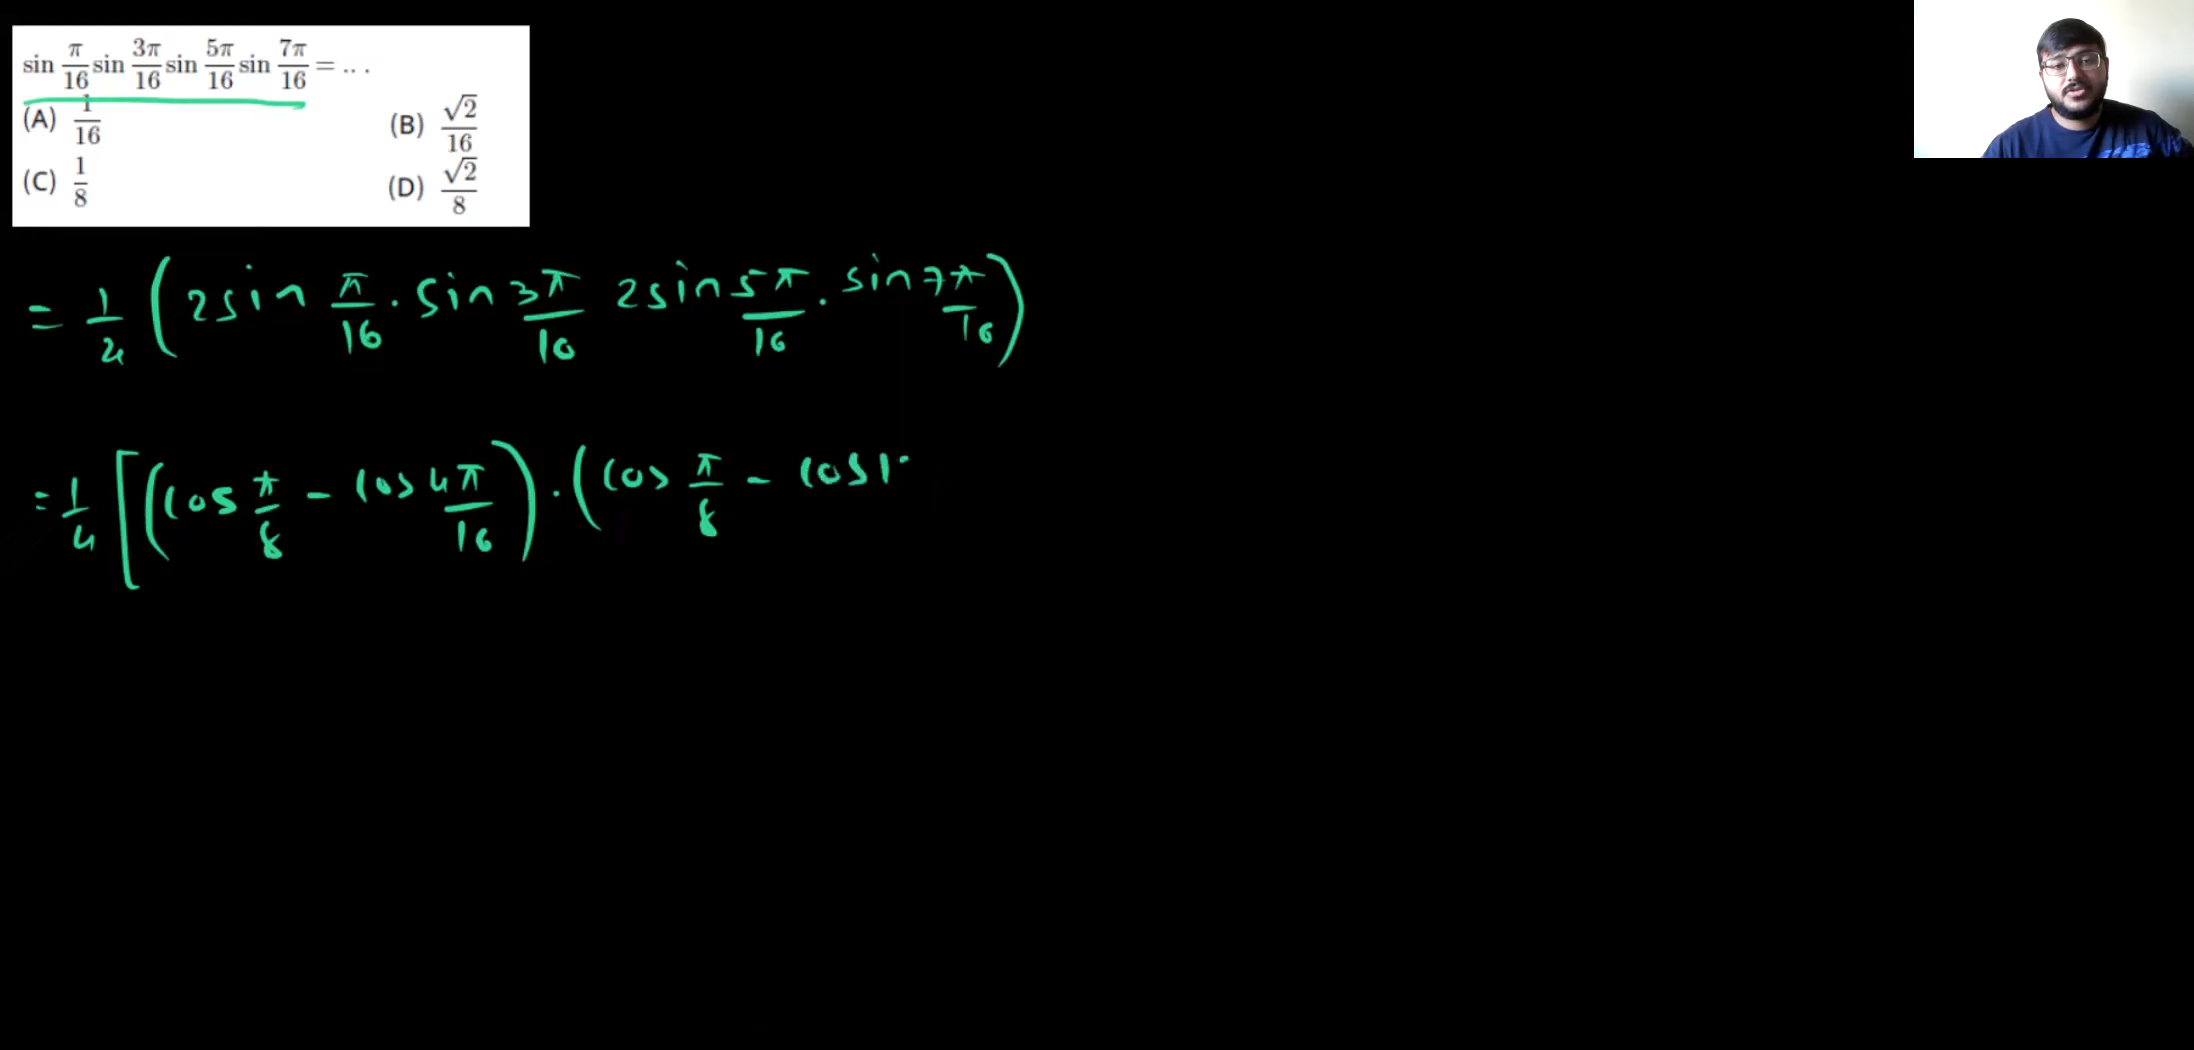 sin π/16 sin 3π/16 sin 5π/16 sin 7π/16 = .. .
(A) 1/16 (B) √2/16
(C) 1/8 (D) √2/8
= 1/4 (2 sin π/16 . sin 3π/16 2 sin 5π/16 . sin 7π/16)
= 1/4 [(cos π/8 - cos 4π/16) . (cos π/8 - cos 1